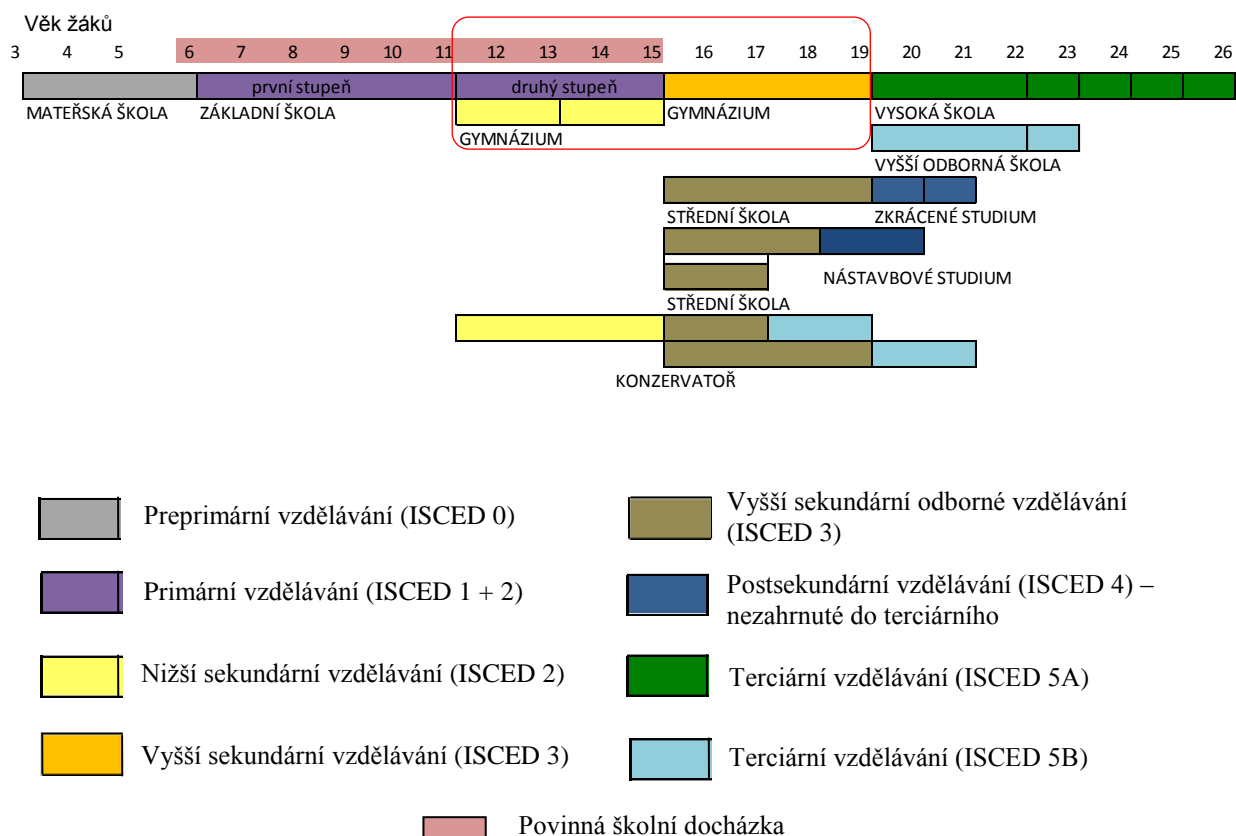 Věk žáků
3 4 5 6 7 8 9 10 11 12 13 14 15 16 17 18 19 20 21 22 23 24 25 26
první stupeň druhý stupeň
MATEŘSKÁ ŠKOLA ZÁKLADNÍ ŠKOLA GYMNÁZIUM VYSOKÁ ŠKOLA
GYMNÁZIUM
VYŠŠÍ ODBORNÁ ŠKOLA
STŘEDNÍ ŠKOLA ZKRÁCENÉ STUDIUM
NÁSTAVBOVÉ STUDIUM
STŘEDNÍ ŠKOLA
KONZERVATOŘ
Preprimární vzdělávání (ISCED 0)
Primární vzdělávání (ISCED 1 + 2)
Nižší sekundární vzdělávání (ISCED 2)
Vyšší sekundární vzdělávání (ISCED 3)
Vyšší sekundární odborné vzdělávání
(ISCED 3)
Postsekundární vzdělávání (ISCED 4) –
nezahrnuté do terciárního
Terciární vzdělávání (ISCED 5A)
Terciární vzdělávání (ISCED 5B)
Povinná školní docházka